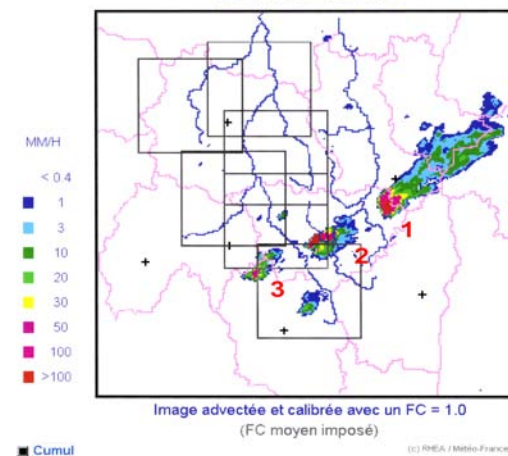 MM/H
< 0.4
1
3
10
20
30
50
100
>100
1
2
3
Image advectée et calibrée avec un FC = 1.0
(FC moyen imposé)
Cumul
(c) RHEA / Météo-France